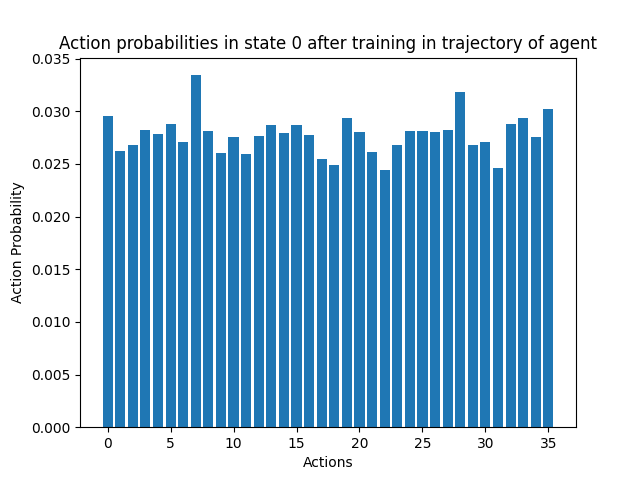 Action probabilities in state 0 after training in trajectory of agent
0.035
0.030
0.025
0.020
0.015
0.010
0.005
0.000
Action Probability
0 5 10 15 20 25 30 35
Actions